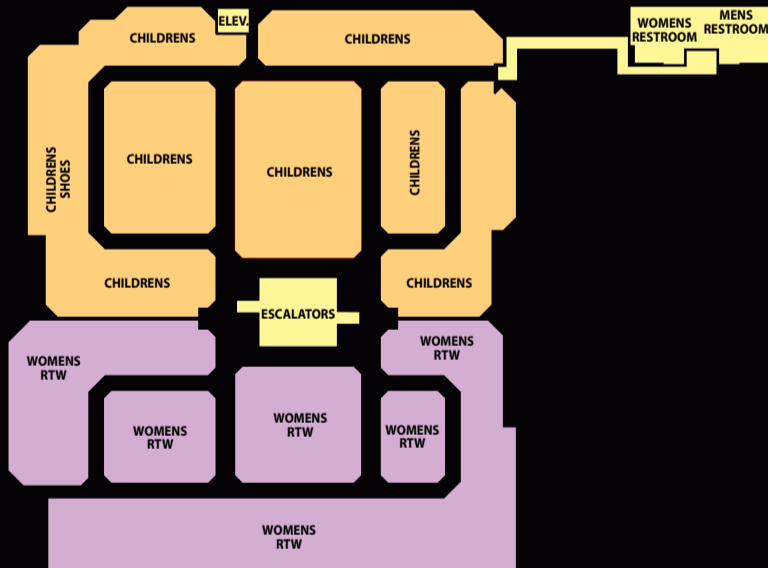 CHILDRENS
ELEV.
CHILDRENS
WOMENS
RESTROOM
MENS
RESTROOM
CHILDRENS
SHOES
CHILDRENS
CHILDRENS
CHILDRENS
CHILDRENS
CHILDRENS
ESCALATORS
WOMENS
RTW
WOMENS
RTW
WOMENS
RTW
WOMENS
RTW
WOMENS
RTW
WOMENS
RTW